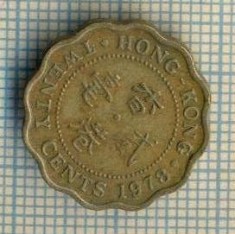 TWENTY · HONG · KONG ·
CENTS 1978
香港
貳毫